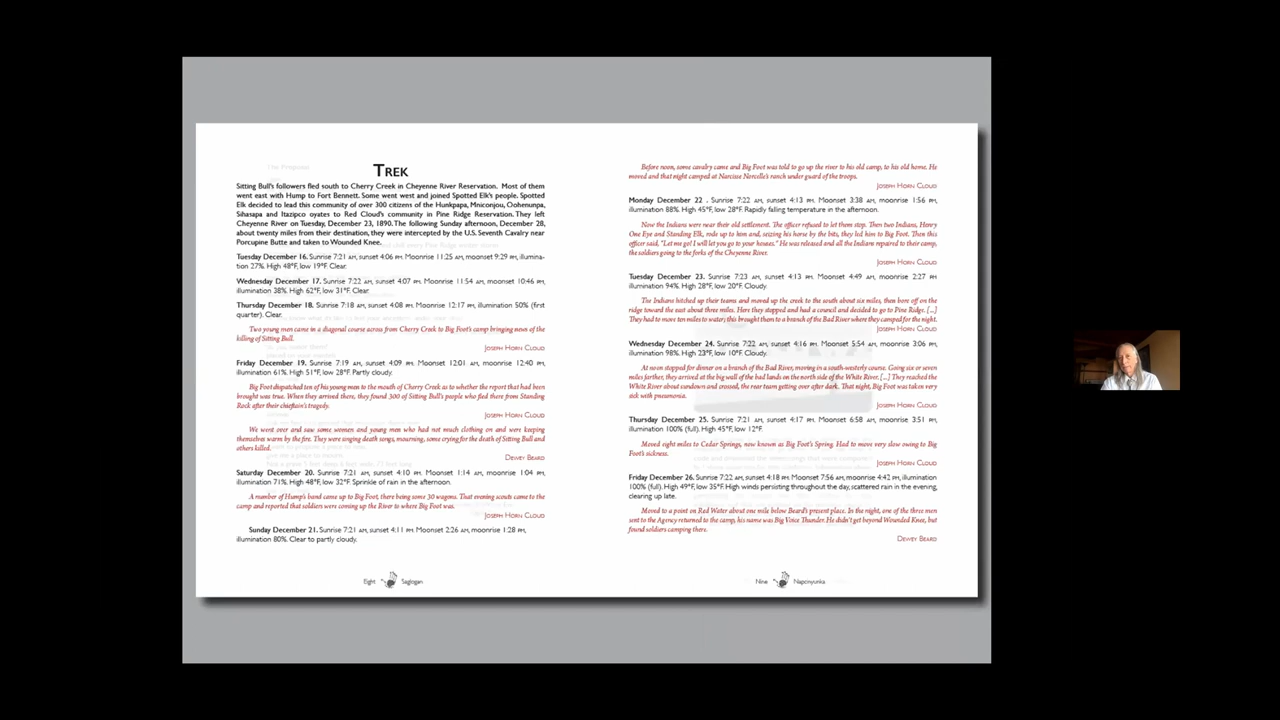 TREK
Sitting Bull's followers fled south to Cherry Creek in Cheyenne River Reservation. Most of them
went east with Hump to Fort Bennett. Some went west and joined Spotted Elk's people. Spotted
Elk decided to lead this community of over 300 citizens of the Hunkpapa, Mniconjou, Oohenunpa,
Sihasapa and Itazipco oyates to Red Cloud's community in Pine Ridge Reservation. They left
Cheyenne River on Tuesday, December 23, 1890. The following Sunday afternoon, December 28,
about twenty miles from their destination, they were intercepted by the U.S. Seventh Cavalry near
Porcupine Butte and taken to Wounded Knee.
Tuesday December 16. Sunrise 7:21 AM, sunset 4:06 PM. Moonrise 11:25 AM, moonset 9:29 PM, illumina-
tion 27%. High 48°F, low 19°F. Clear.
Wednesday December 17. Sunrise 7:22 AM, sunset 4:07 PM. Moonrise 11:54 AM, moonset 10:46 PM,
illumination 38%. High 62°F, low 31°F. Clear.
Thursday December 18. Sunrise 7:18 AM, sunset 4:08 PM. Moonrise 12:17 PM, illumination 50% (first
quarter). Clear.
Two young men came in a diagonal course across from Cherry Creek to Big Foot's camp bringing news of the
killing of Sitting Bull.
JOSEPH HORN CLOUD
Friday December 19. Sunrise 7:19 AM, sunset 4:09 PM. Moonset 12:01 AM, moonrise 12:40 PM,
illumination 61%. High 51°F, low 28°F. Partly cloudy.
Big Foot dispatched ten of his young men to the mouth of Cherry Creek as to whether the report that had been
brought was true. When they arrived there, they found 300 of Sitting Bull's people who fled there from Standing
Rock after their chieftain's tragedy.
JOSEPH HORN CLOUD
We went over and saw some women and young men who had not much clothing on and were keeping
themselves warm by the fire. They were singing death songs, mourning, some crying for the death of Sitting Bull and
others killed.
DEWEY BEARD
Saturday December 20. Sunrise 7:21 AM, sunset 4:10 PM. Moonset 1:14 AM, moonrise 1:04 PM,
illumination 71%. High 48°F, low 32°F. Sprinkle of rain in the afternoon.
A number of Hump's band came up to Big Foot, there being some 30 wagons. That evening scouts came to the
camp and reported that soldiers were coming up the River to where Big Foot was.
JOSEPH HORN CLOUD
Sunday December 21. Sunrise 7:21 AM, sunset 4:11 PM. Moonset 2:26 AM, moonrise 1:28 PM,
illumination 80%. Clear to partly cloudy.
Eight Saglogan
Before noon, some cavalry came and Big Foot was told to go up the river to his old camp, to his old home. He
moved and that night camped at Narcisse Norcelle's ranch under guard of the troops.
JOSEPH HORN CLOUD
Monday December 22 . Sunrise 7:22 AM, sunset 4:13 PM. Moonset 3:38 AM, moonrise 1:56 PM,
illumination 88%. High 45°F, low 28°F. Rapidly falling temperature in the afternoon.
Now the Indians were near their old settlement. The officer refused to let them stop. Then two Indians, Henry
One Eye and Standing Elk, rode up to him and, seizing his horse by the bits, they led him to Big Foot. Then this
officer said, "Let me go! I will let you go to your houses." He was released and all the Indians repaired to their camp,
the soldiers going to the forks of the Cheyenne River.
JOSEPH HORN CLOUD
Tuesday December 23. Sunrise 7:23 AM, sunset 4:13 PM. Moonset 4:49 AM, moonrise 2:27 PM
illumination 94%. High 28°F, low 20°F. Cloudy.
The Indians hitched up their teams and moved up the creek to the south about six miles, then bore off on the
ridge toward the east about three miles. Here they stopped and had a council and decided to go to Pine Ridge. [...]
They had to move ten miles to water; this brought them to a branch of the Bad River where they camped for the night.
JOSEPH HORN CLOUD
Wednesday December 24. Sunrise 7:22 AM, sunset 4:16 PM. Moonset 5:54 AM, moonrise 3:06 PM,
illumination 98%. High 23°F, low 10°F. Cloudy.
At noon stopped for dinner on a branch of the Bad River, moving in a south-westerly course. Going six or seven
miles farther, they arrived at the big wall of the bad lands on the north side of the White River. [...] They reached the
White River about sundown and crossed, the rear team getting over after dark. That night, Big Foot was taken very
sick with pneumonia.
JOSEPH HORN CLOUD
Thursday December 25. Sunrise 7:21 AM, sunset 4:17 PM. Moonset 6:58 AM, moonrise 3:51 PM,
illumination 100% (full). High 45°F, low 12°F.
Moved eight miles to Cedar Springs, now known as Big Foot's Spring. Had to move very slow owing to Big
Foot's sickness.
JOSEPH HORN CLOUD
Friday December 26. Sunrise 7:22 AM, sunset 4:18 PM. Moonset 7:56 AM, moonrise 4:42 PM, illumination
100% (full). High 49°F, low 35°F. High winds persisting throughout the day, scattered rain in the evening,
clearing up late.
Moved to a point on Red Water about one mile below Beard's present place. In the night, one of the three men
sent to the Agency returned to the camp, his name was Big Voice Thunder. He didn't get beyond Wounded Knee, but
found soldiers camping there.
DEWEY BEARD
Nine Napcinyunka